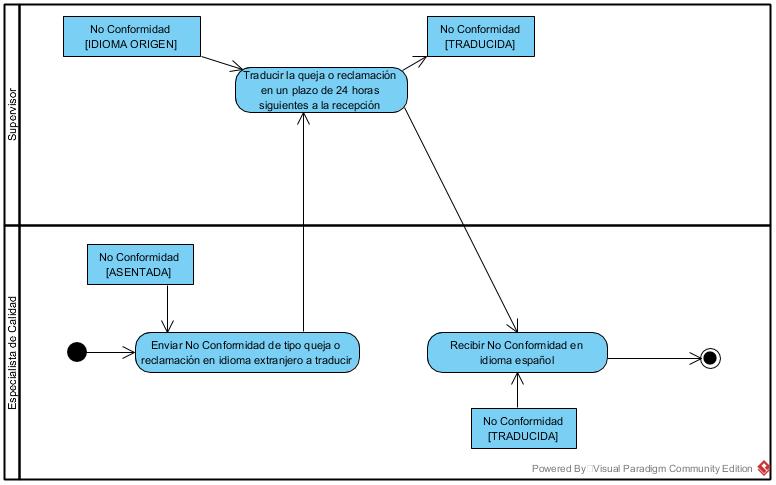 Supervisor
No Conformidad
[IDIOMA ORIGEN]
No Conformidad
[TRADUCIDA]
Traducir la queja o reclamación
en un plazo de 24 horas
siguientes a la recepción
Especialista de Calidad
No Conformidad
[ASENTADA]
Enviar No Conformidad de tipo queja o
reclamación en idioma extranjero a traducir
Recibir No Conformidad en
idioma español
No Conformidad
[TRADUCIDA]
Powered By Visual Paradigm Community Edition